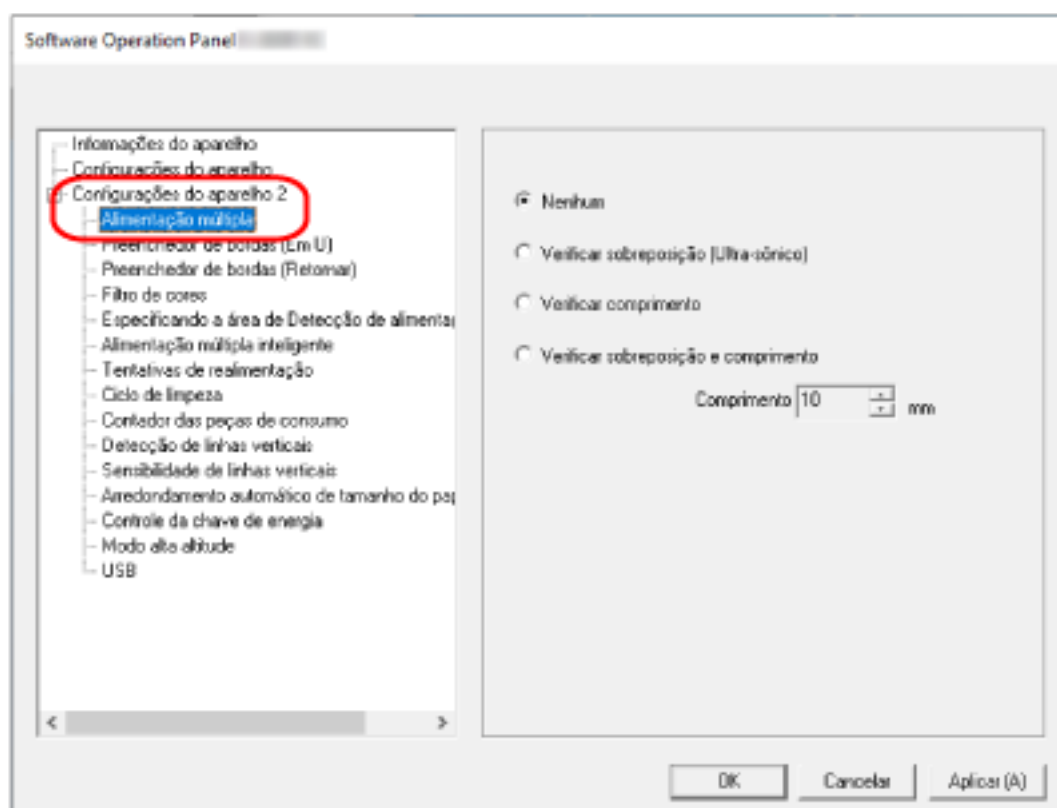 Software Operation Panel
Informações do aparelho
Configurações do aparelho
Configurações do aparelho 2
Alimentação múltipla
Preenchedor de bordas (Em U)
Preenchedor de bordas (Retornar)
Filtro de cores
Especificando a área de Detecção de alimentaç
Alimentação múltipla inteligente
Tentativas de realimentação
Ciclo de limpeza
Contador das peças de consumo
Detecção de linhas verticais
Sensibilidade de linhas verticais
Arredondamento automático de tamanho do pap
Controle da chave de energia
Modo alta altitude
USB
Nenhum
Verificar sobreposição (Ultra-sônico)
Verificar comprimento
Verificar sobreposição e comprimento
Comprimento 10 mm
OK Cancelar Aplicar (A)